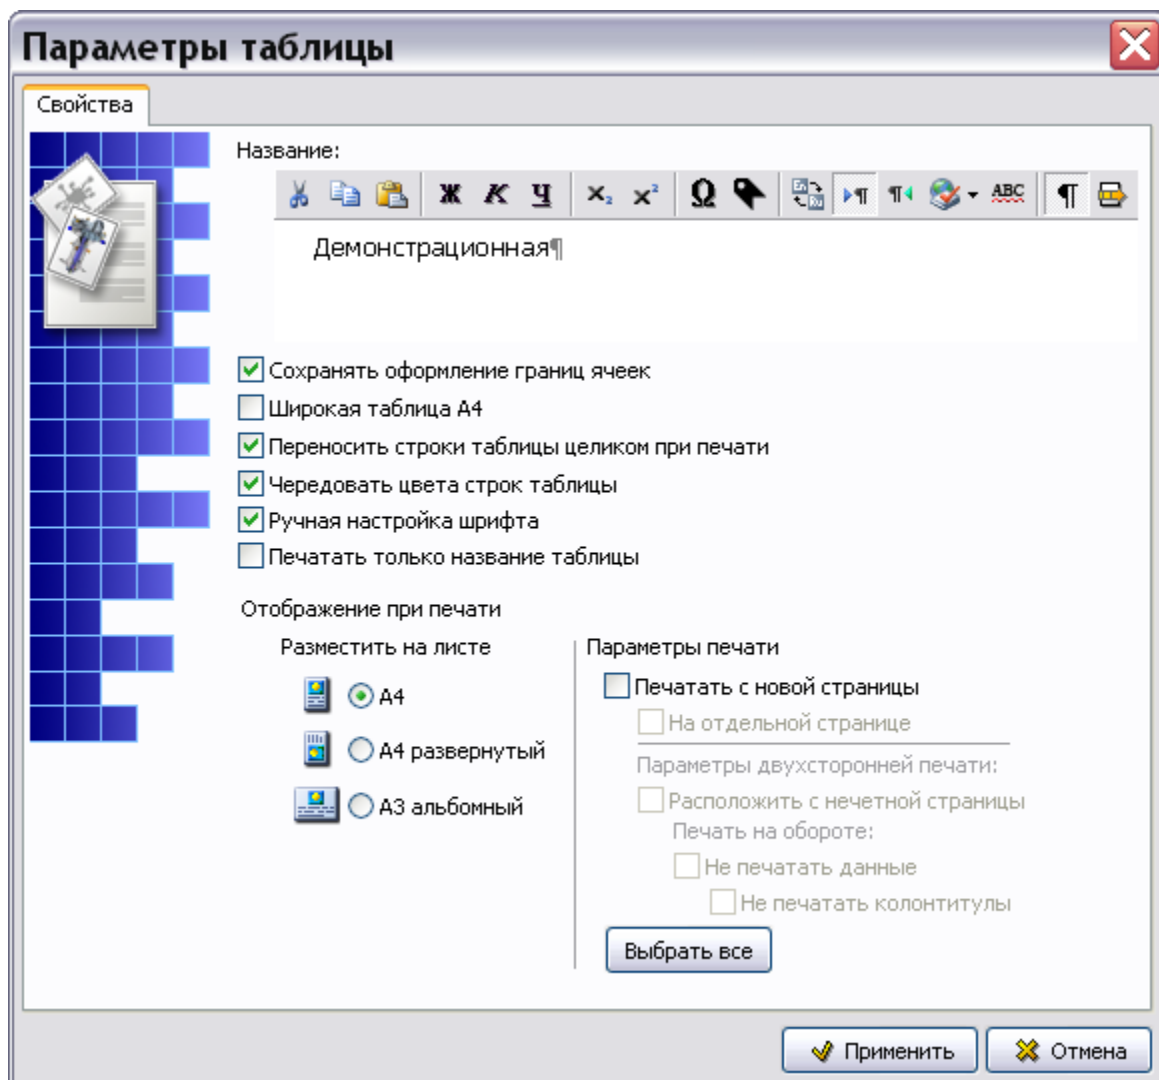 Параметры таблицы
Свойства
Название:
Ж К Ч X₂ X² Ω ¶ ¶ ABC ¶
Демонстрационная¶
Сохранять оформление границ ячеек
Широкая таблица А4
Переносить строки таблицы целиком при печати
Чередовать цвета строк таблицы
Ручная настройка шрифта
Печатать только название таблицы
Отображение при печати
Разместить на листе
А4
А4 развернутый
А3 альбомный
Параметры печати
Печатать с новой страницы
На отдельной странице
Параметры двухсторонней печати:
Расположить с нечетной страницы
Печать на обороте:
Не печатать данные
Не печатать колонтитулы
Выбрать все
Применить
Отмена